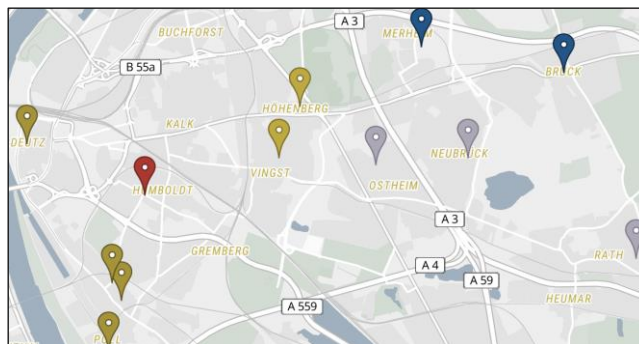 A 3
BUCHFORST
MERHEIM
B 55a
BRÜCK
HÖHENBERG
KALK
DEUTZ
NEUBRÜCK
VINGST
OSTHEIM
HUMBOLDT
A 3
GREMBERG
RATH
A 4
A 59
HEUMAR
A 559
POLL